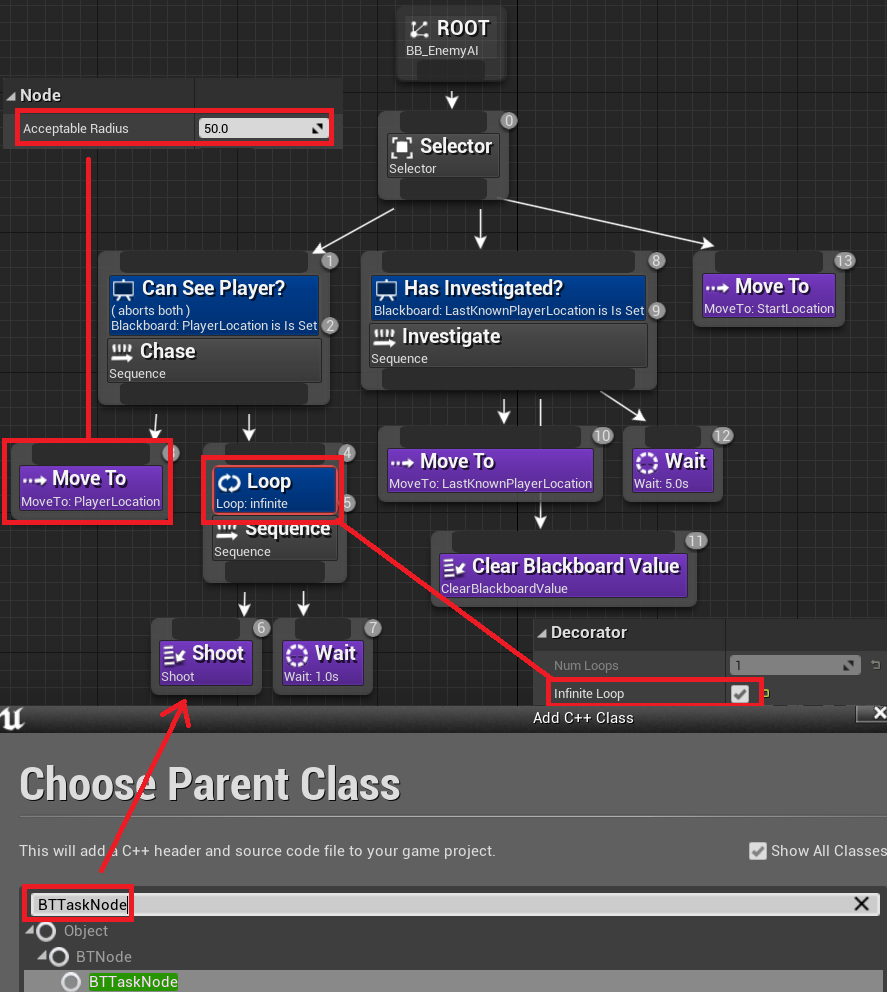 ROOT
BB_EnemyAI
Node
Acceptable Radius
50.0
0
Selector
Selector
1
Can See Player?
( aborts both )
Blackboard: PlayerLocation is Is Set
2
Chase
Sequence
8
Has Investigated?
Blackboard: LastKnownPlayerLocation is Is Set
9
Investigate
Sequence
13
Move To
MoveTo: StartLocation
Move To
MoveTo: PlayerLocation
4
Loop
Loop: infinite
5
Sequence
Sequence
10
Move To
MoveTo: LastKnownPlayerLocation
12
Wait
Wait: 5.0s
11
Clear Blackboard Value
ClearBlackboardValue
6
Shoot
Shoot
7
Wait
Wait: 1.0s
Decorator
Num Loops
1
Infinite Loop
Add C++ Class
Choose Parent Class
This will add a C++ header and source code file to your game project.
Show All Classes
BTTaskNode
Object
BTNode
BTTaskNode